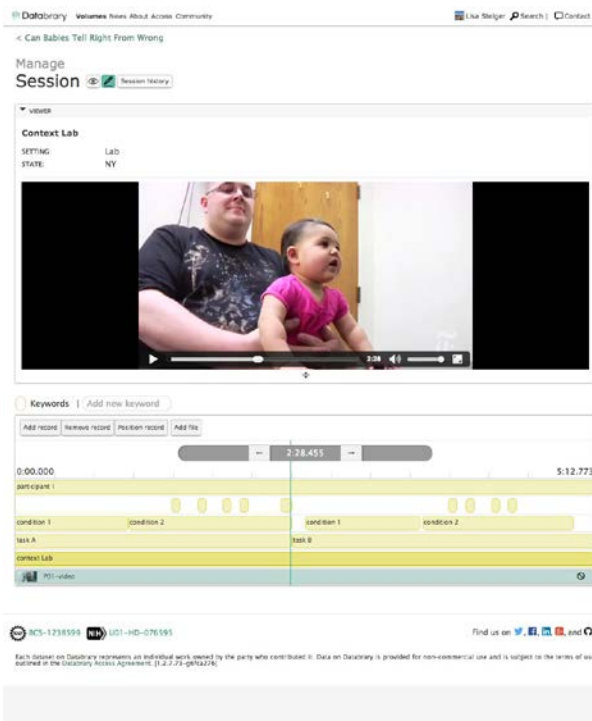 Databrary Volumes News About Access Community Lisa Steiger Search | Contact
< Can Babies Tell Right From Wrong
Manage
Session Session history
VIEWER
Context Lab
SETTING Lab
STATE: NY
2:28
Keywords | Add new keyword
Add record Remove record Position record Add file
2:28.455
0:00.000 5:12.773
participant 1
condition 1 condition 2 condition 1 condition 2
task A task B
context Lab
P01-video
BCS-1238599 NIH U01-HD-076595 Find us on , and
Each dataset on Databrary represents an individual work owned by the party who contributed it. Data on Databrary is provided for non-commercial use and is subject to the terms of use
outlined in the Databrary Access Agreement.